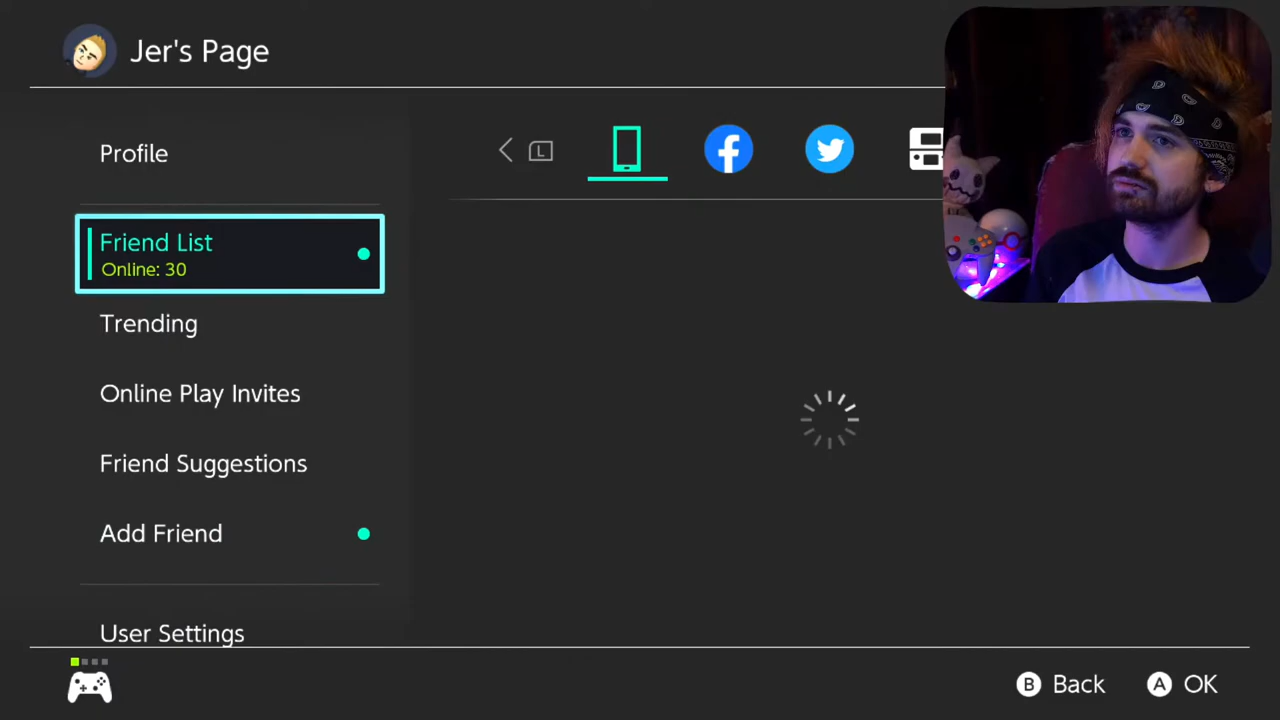 Jer's Page
Profile
L
Friend List
Online: 30
Trending
Online Play Invites
Friend Suggestions
Add Friend
User Settings
B Back
A OK